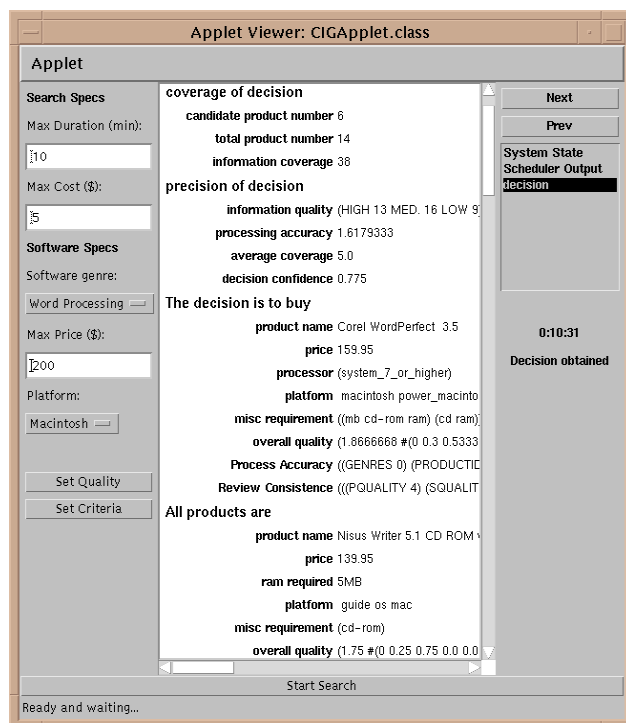 Applet Viewer: CIGApplet.class
Applet
Search Specs
Max Duration (min):
10
Max Cost ($):
5
Software Specs
Software genre:
Word Processing
Max Price ($):
200
Platform:
Macintosh
Set Quality
Set Criteria
coverage of decision
candidate product number 6
total product number 14
information coverage 38
precision of decision
information quality (HIGH 13 MED. 16 LOW 9
processing accuracy 1.6179333
average coverage 5.0
decision confidence 0.775
The decision is to buy
product name Corel WordPerfect 3.5
price 159.95
processor (system_7_or_higher)
platform macintosh power_macinto
misc requirement ((mb cd-rom ram) (cd ram)
overall quality (1.8666668 #(0 0.3 0.5333
Process Accuracy ((GENRES 0) (PRODUCTID
Review Consistence (((PQUALITY 4) (SQUALIT
All products are
product name Nisus Writer 5.1 CD ROM
price 139.95
ram required 5MB
platform guide os mac
misc requirement (cd-rom)
overall quality (1.75 #(0 0.25 0.75 0.0 0.0
Next
Prev
System State
Scheduler Output
decision
0:10:31
Decision obtained
Start Search
Ready and waiting...